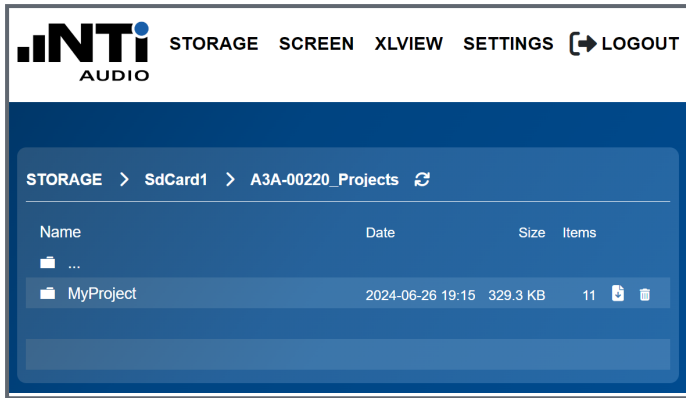 NTi
AUDIO
STORAGE SCREEN XLVIEW SETTINGS LOGOUT
STORAGE > SdCard1 > A3A-00220_Projects
Name Date Size Items
...
MyProject 2024-06-26 19:15 329.3 KB 11